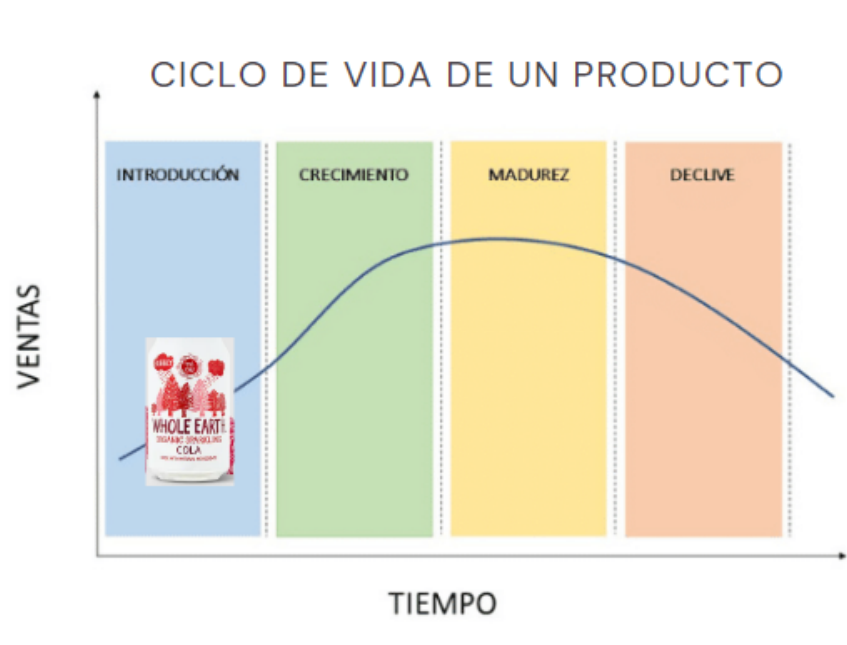 CICLO DE VIDA DE UN PRODUCTO
INTRODUCCIÓN
CRECIMIENTO
MADUREZ
DECLIVE
VENTAS
WHOLE EARTH
ORGANIC SPARKLING
COLA
TIEMPO